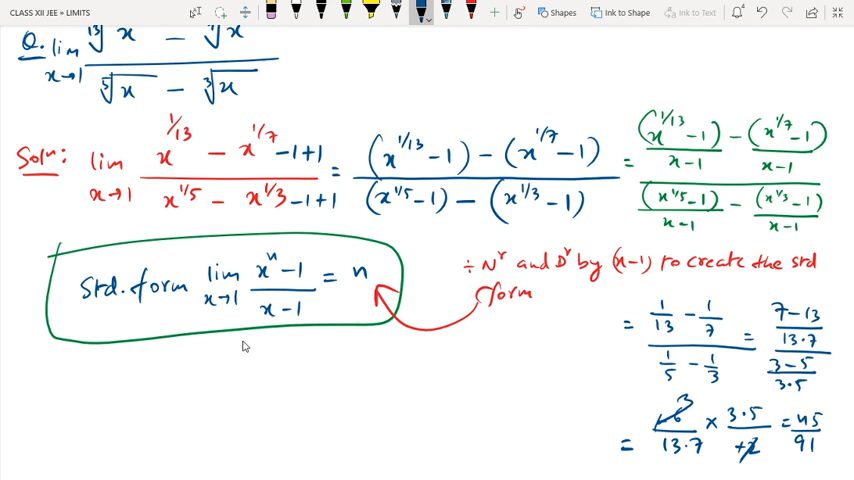 CLASS XII JEE » LIMITS
Shapes Ink to Shape Ink to Text
Q. lim x→1 (¹³√x − ⁷√x) / (⁵√x − ³√x)
Solⁿ: lim x→1 (x^1/13 − x^1/7 −1+1) / (x^1/5 − x^1/3 −1+1) = ((x^1/13 −1) − (x^1/7 −1)) / ((x^1/5 −1) − (x^1/3 −1)) = ((x^1/13 −1)/(x−1) − (x^1/7 −1)/(x−1)) / ((x^1/5 −1)/(x−1) − (x^1/3 −1)/(x−1))
Std. form lim x→1 (xⁿ −1)/(x−1) = n
÷ Nʳ and Dʳ by (x−1) to create the std
form
= (1/13 − 1/7) / (1/5 − 1/3) = ((7−13)/(13·7)) / ((3−5)/(3·5))
= −6 3/(13·7) × 3·5/+2 = 45/91